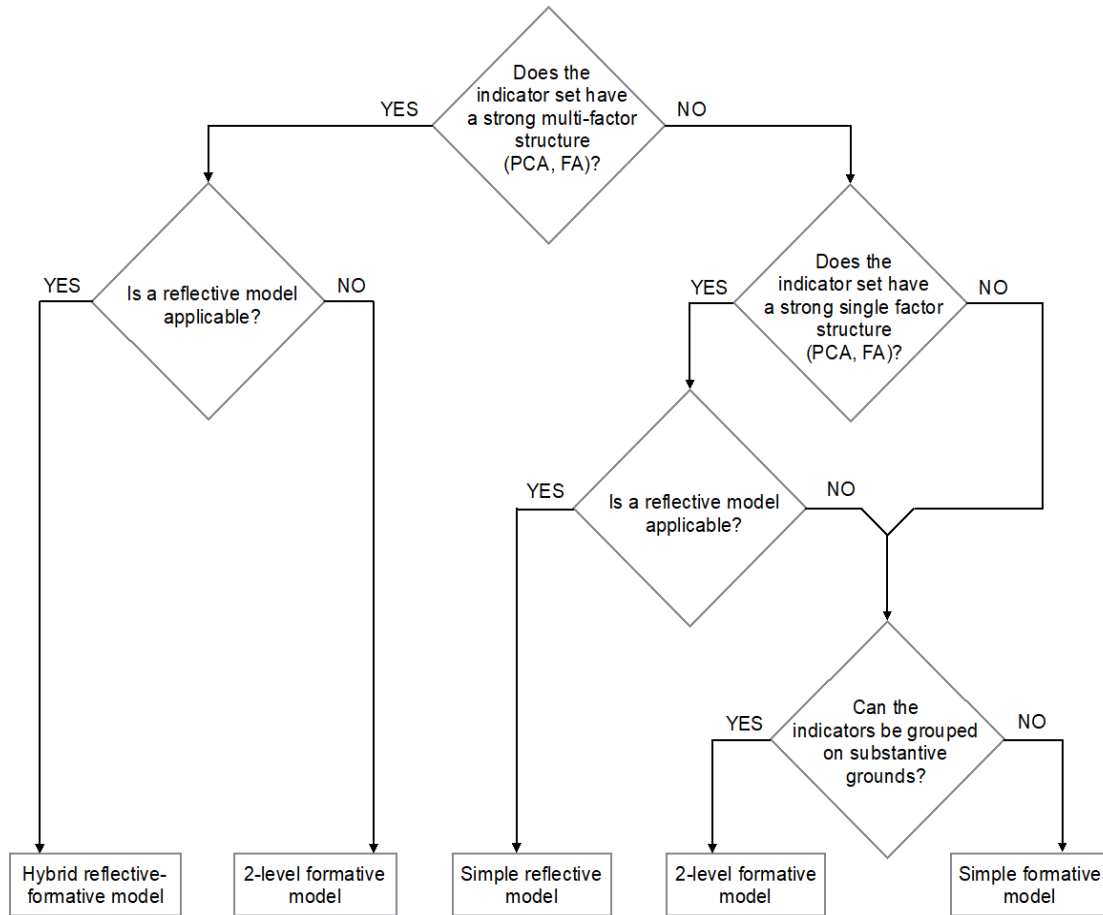 Does the
indicator set have
a strong multi-factor
structure
(PCA, FA)?
YES
NO
Is a reflective model
applicable?
YES
NO
Does the
indicator set have
a strong single factor
structure
(PCA, FA)?
YES
NO
Is a reflective model
applicable?
YES
NO
Can the
indicators be grouped
on substantive
grounds?
YES
NO
Hybrid reflective-
formative model
2-level formative
model
Simple reflective
model
2-level formative
model
Simple formative
model